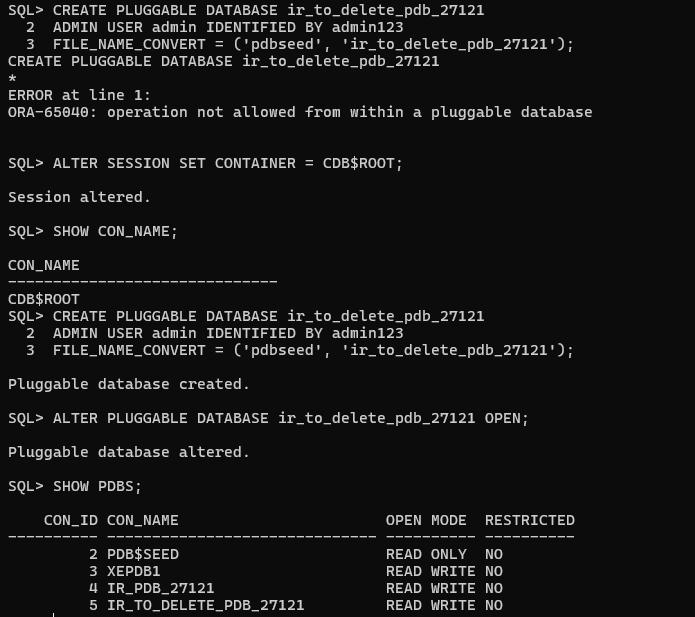 SQL> CREATE PLUGGABLE DATABASE ir_to_delete_pdb_27121
  2  ADMIN USER admin IDENTIFIED BY admin123
  3  FILE_NAME_CONVERT = ('pdbseed', 'ir_to_delete_pdb_27121');
CREATE PLUGGABLE DATABASE ir_to_delete_pdb_27121
*
ERROR at line 1:
ORA-65040: operation not allowed from within a pluggable database
SQL> ALTER SESSION SET CONTAINER = CDB$ROOT;
Session altered.
SQL> SHOW CON_NAME;
CON_NAME
------------------------------
CDB$ROOT
SQL> CREATE PLUGGABLE DATABASE ir_to_delete_pdb_27121
  2  ADMIN USER admin IDENTIFIED BY admin123
  3  FILE_NAME_CONVERT = ('pdbseed', 'ir_to_delete_pdb_27121');
Pluggable database created.
SQL> ALTER PLUGGABLE DATABASE ir_to_delete_pdb_27121 OPEN;
Pluggable database altered.
SQL> SHOW PDBS;
    CON_ID CON_NAME                       OPEN MODE  RESTRICTED
---------- ------------------------------ ---------- ----------
         2 PDB$SEED                       READ ONLY  NO
         3 XEPDB1                         READ WRITE NO
         4 IR_PDB_27121                   READ WRITE NO
         5 IR_TO_DELETE_PDB_27121         READ WRITE NO